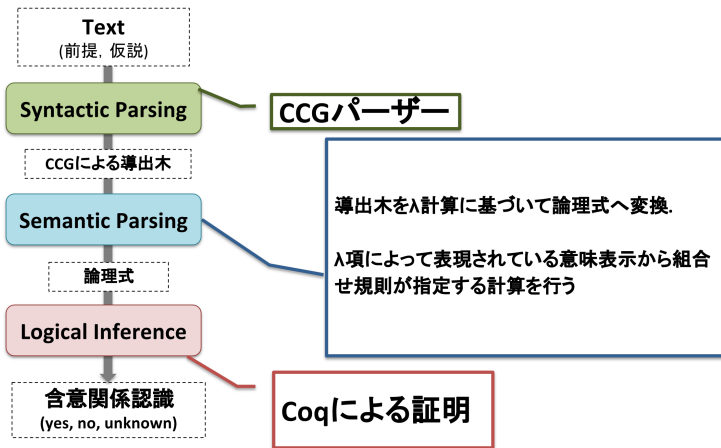 Text
(前提, 仮説)
Syntactic Parsing
CCGパーザー
CCGによる導出木
Semantic Parsing
導出木をλ計算に基づいて論理式へ変換.
λ項によって表現されている意味表示から組合
せ規則が指定する計算を行う
論理式
Logical Inference
含意関係認識
(yes, no, unknown)
Coqによる証明